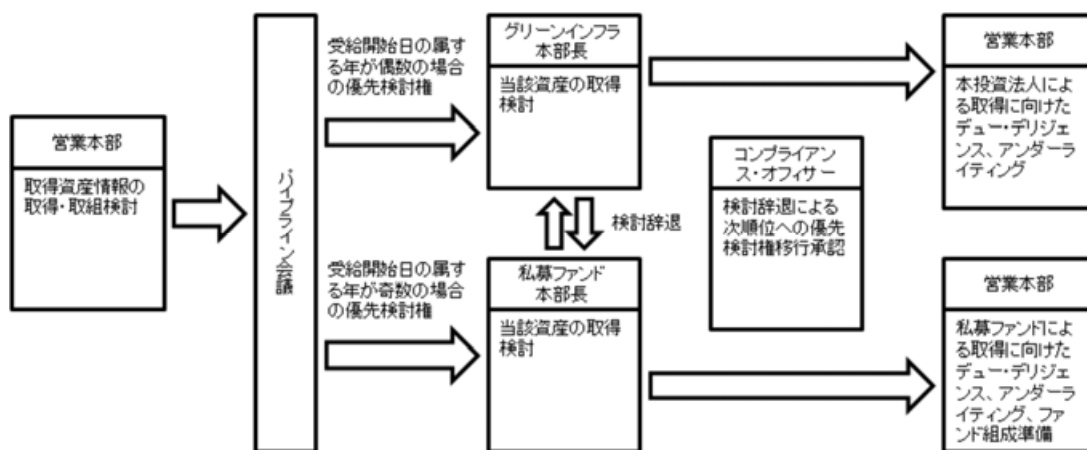 営業本部
取得資産情報の
取得・取組検討
パイプライン会議
受給開始日の属す
る年が偶数の場合
の優先検討権
受給開始日の属す
る年が奇数の場合
の優先検討権
グリーンインフラ
本部長
当該資産の取得
検討
検討辞退
私募ファンド
本部長
当該資産の取得
検討
コンプライアン
ス・オフィサー
検討辞退による
次順位への優先
検討権移行承認
営業本部
本投資法人によ
る取得に向けた
デュー・デリジェ
ンス、アンダーラ
イティング
営業本部
私募ファンドによ
る取得に向けた
デュー・デリジェ
ンス、アンダーラ
イティング、ファ
ンド組成準備